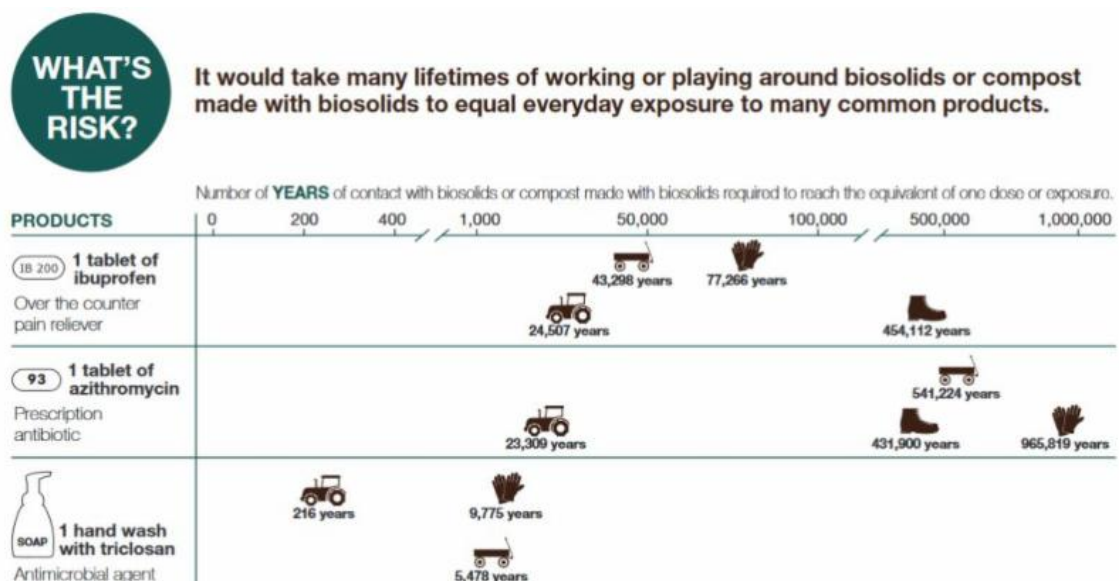 WHAT'S
THE
RISK?
It would take many lifetimes of working or playing around biosolids or compost
made with biosolids to equal everyday exposure to many common products.
Number of YEARS of contact with biosolids or compost made with biosolids required to reach the equivalent of one dose or exposure.
PRODUCTS
0 200 400 1,000 50,000 100,000 500,000 1,000,000
IB 200
1 tablet of
ibuprofen
Over the counter
pain reliever
43,298 years 77,266 years
24,507 years 454,112 years
93
1 tablet of
azithromycin
Prescription
antibiotic
541,224 years
23,309 years 431,900 years 965,819 years
SOAP
1 hand wash
with triclosan
Antimicrobial agent
216 years 9,775 years
5,478 years